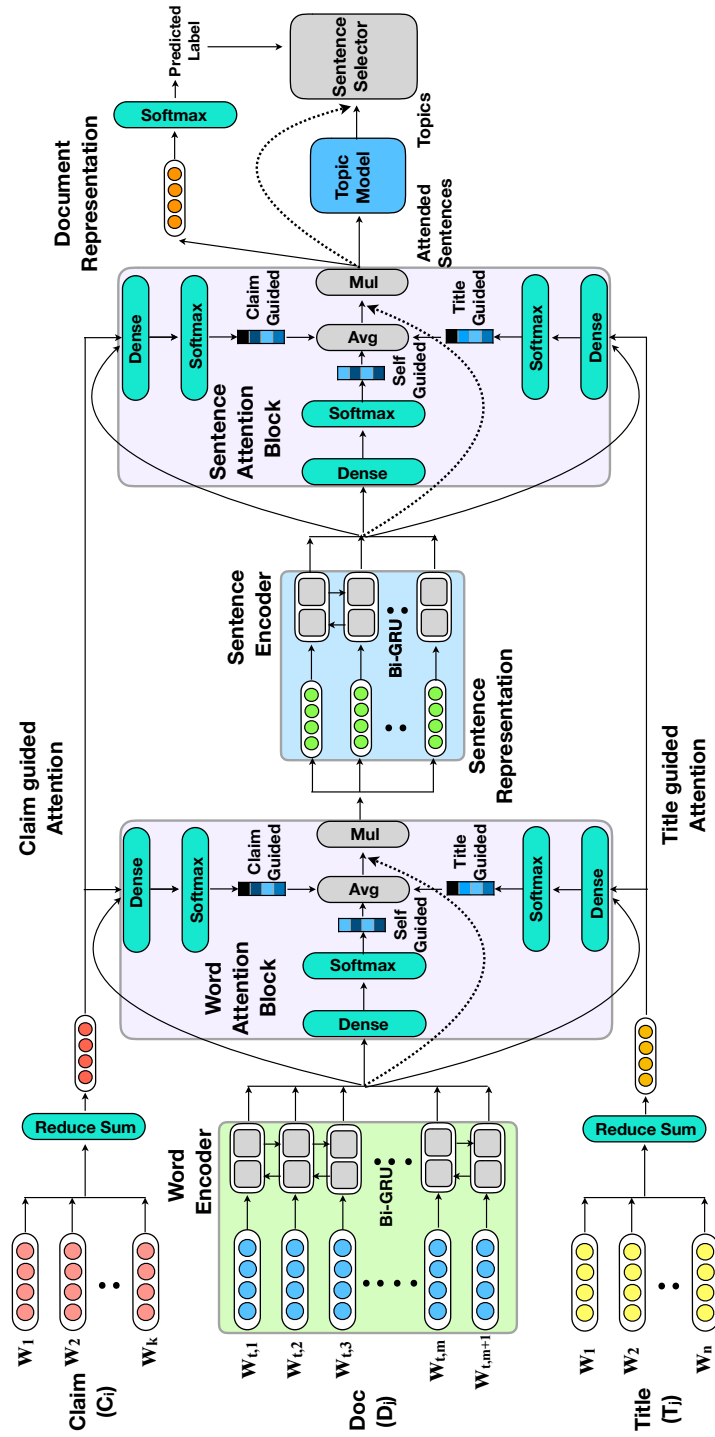 Claim
(Ci)
W1
W2
Wk
Reduce Sum
Claim guided
Attention
Doc
(Dj)
Wt,1
Wt,2
Wt,3
Wt,m
Wt,m+1
Word
Encoder
Bi-GRU
Title
(Tj)
W1
W2
Wn
Reduce Sum
Title guided
Attention
Word
Attention
Block
Dense
Softmax
Claim
Guided
Dense
Softmax
Self
Guided
Avg
Mul
Title
Guided
Softmax
Dense
Sentence
Encoder
Bi-GRU
Sentence
Representation
Sentence
Attention
Block
Dense
Softmax
Claim
Guided
Dense
Softmax
Self
Guided
Avg
Mul
Title
Guided
Softmax
Dense
Document
Representation
Softmax
Predicted
Label
Attended
Sentences
Topic
Model
Topics
Sentence
Selector